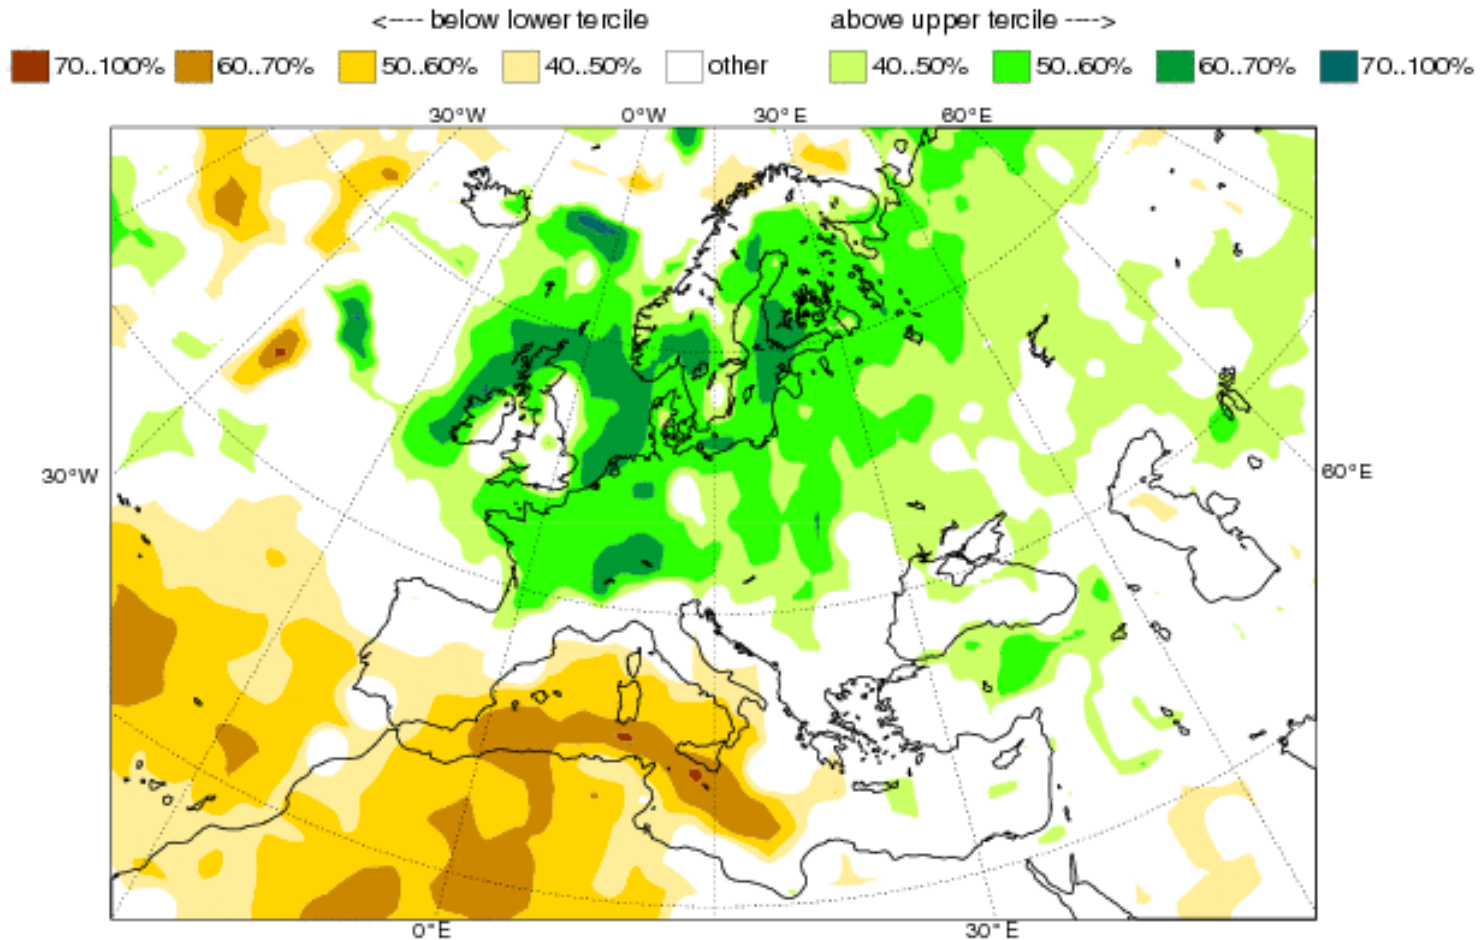 <---- below lower tercile above upper tercile ---->
70..100% 60..70% 50..60% 40..50% other 40..50% 50..60% 60..70% 70..100%
30°W 0°W 30°E 60°E
30°W 60°E
0°E 30°E